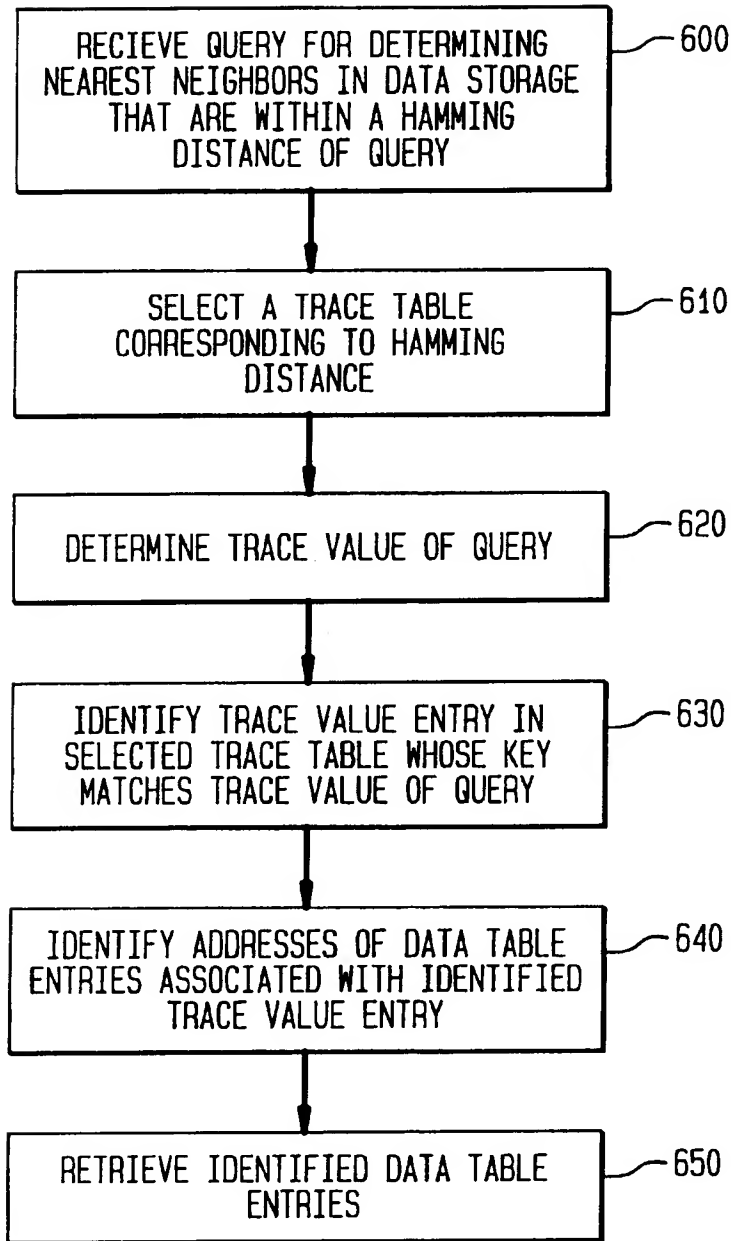 RECIEVE QUERY FOR DETERMINING
NEAREST NEIGHBORS IN DATA STORAGE
THAT ARE WITHIN A HAMMING
DISTANCE OF QUERY
600
SELECT A TRACE TABLE
CORRESPONDING TO HAMMING
DISTANCE
610
DETERMINE TRACE VALUE OF QUERY
620
IDENTIFY TRACE VALUE ENTRY IN
SELECTED TRACE TABLE WHOSE KEY
MATCHES TRACE VALUE OF QUERY
630
IDENTIFY ADDRESSES OF DATA TABLE
ENTRIES ASSOCIATED WITH IDENTIFIED
TRACE VALUE ENTRY
640
RETRIEVE IDENTIFIED DATA TABLE
ENTRIES
650